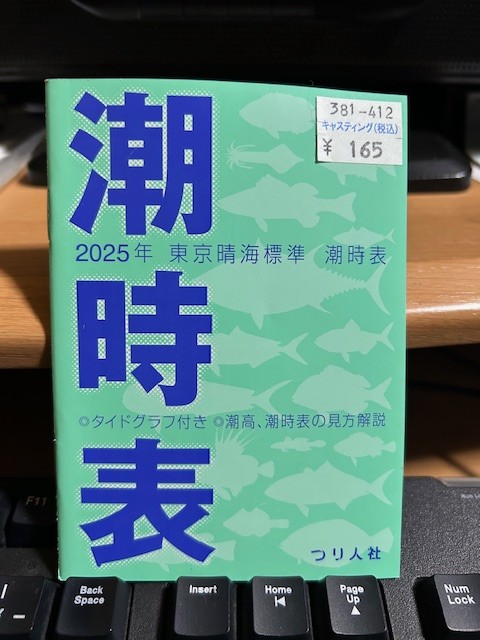 潮時表
381-412
キャスティング(税込)
¥ 165
2025年 東京晴海標準 潮時表
◎タイドグラフ付き ◎潮高、潮時表の見方解説
つり人社
F11
Back
Space
Insert
Home
Page
Up
Num
Lock